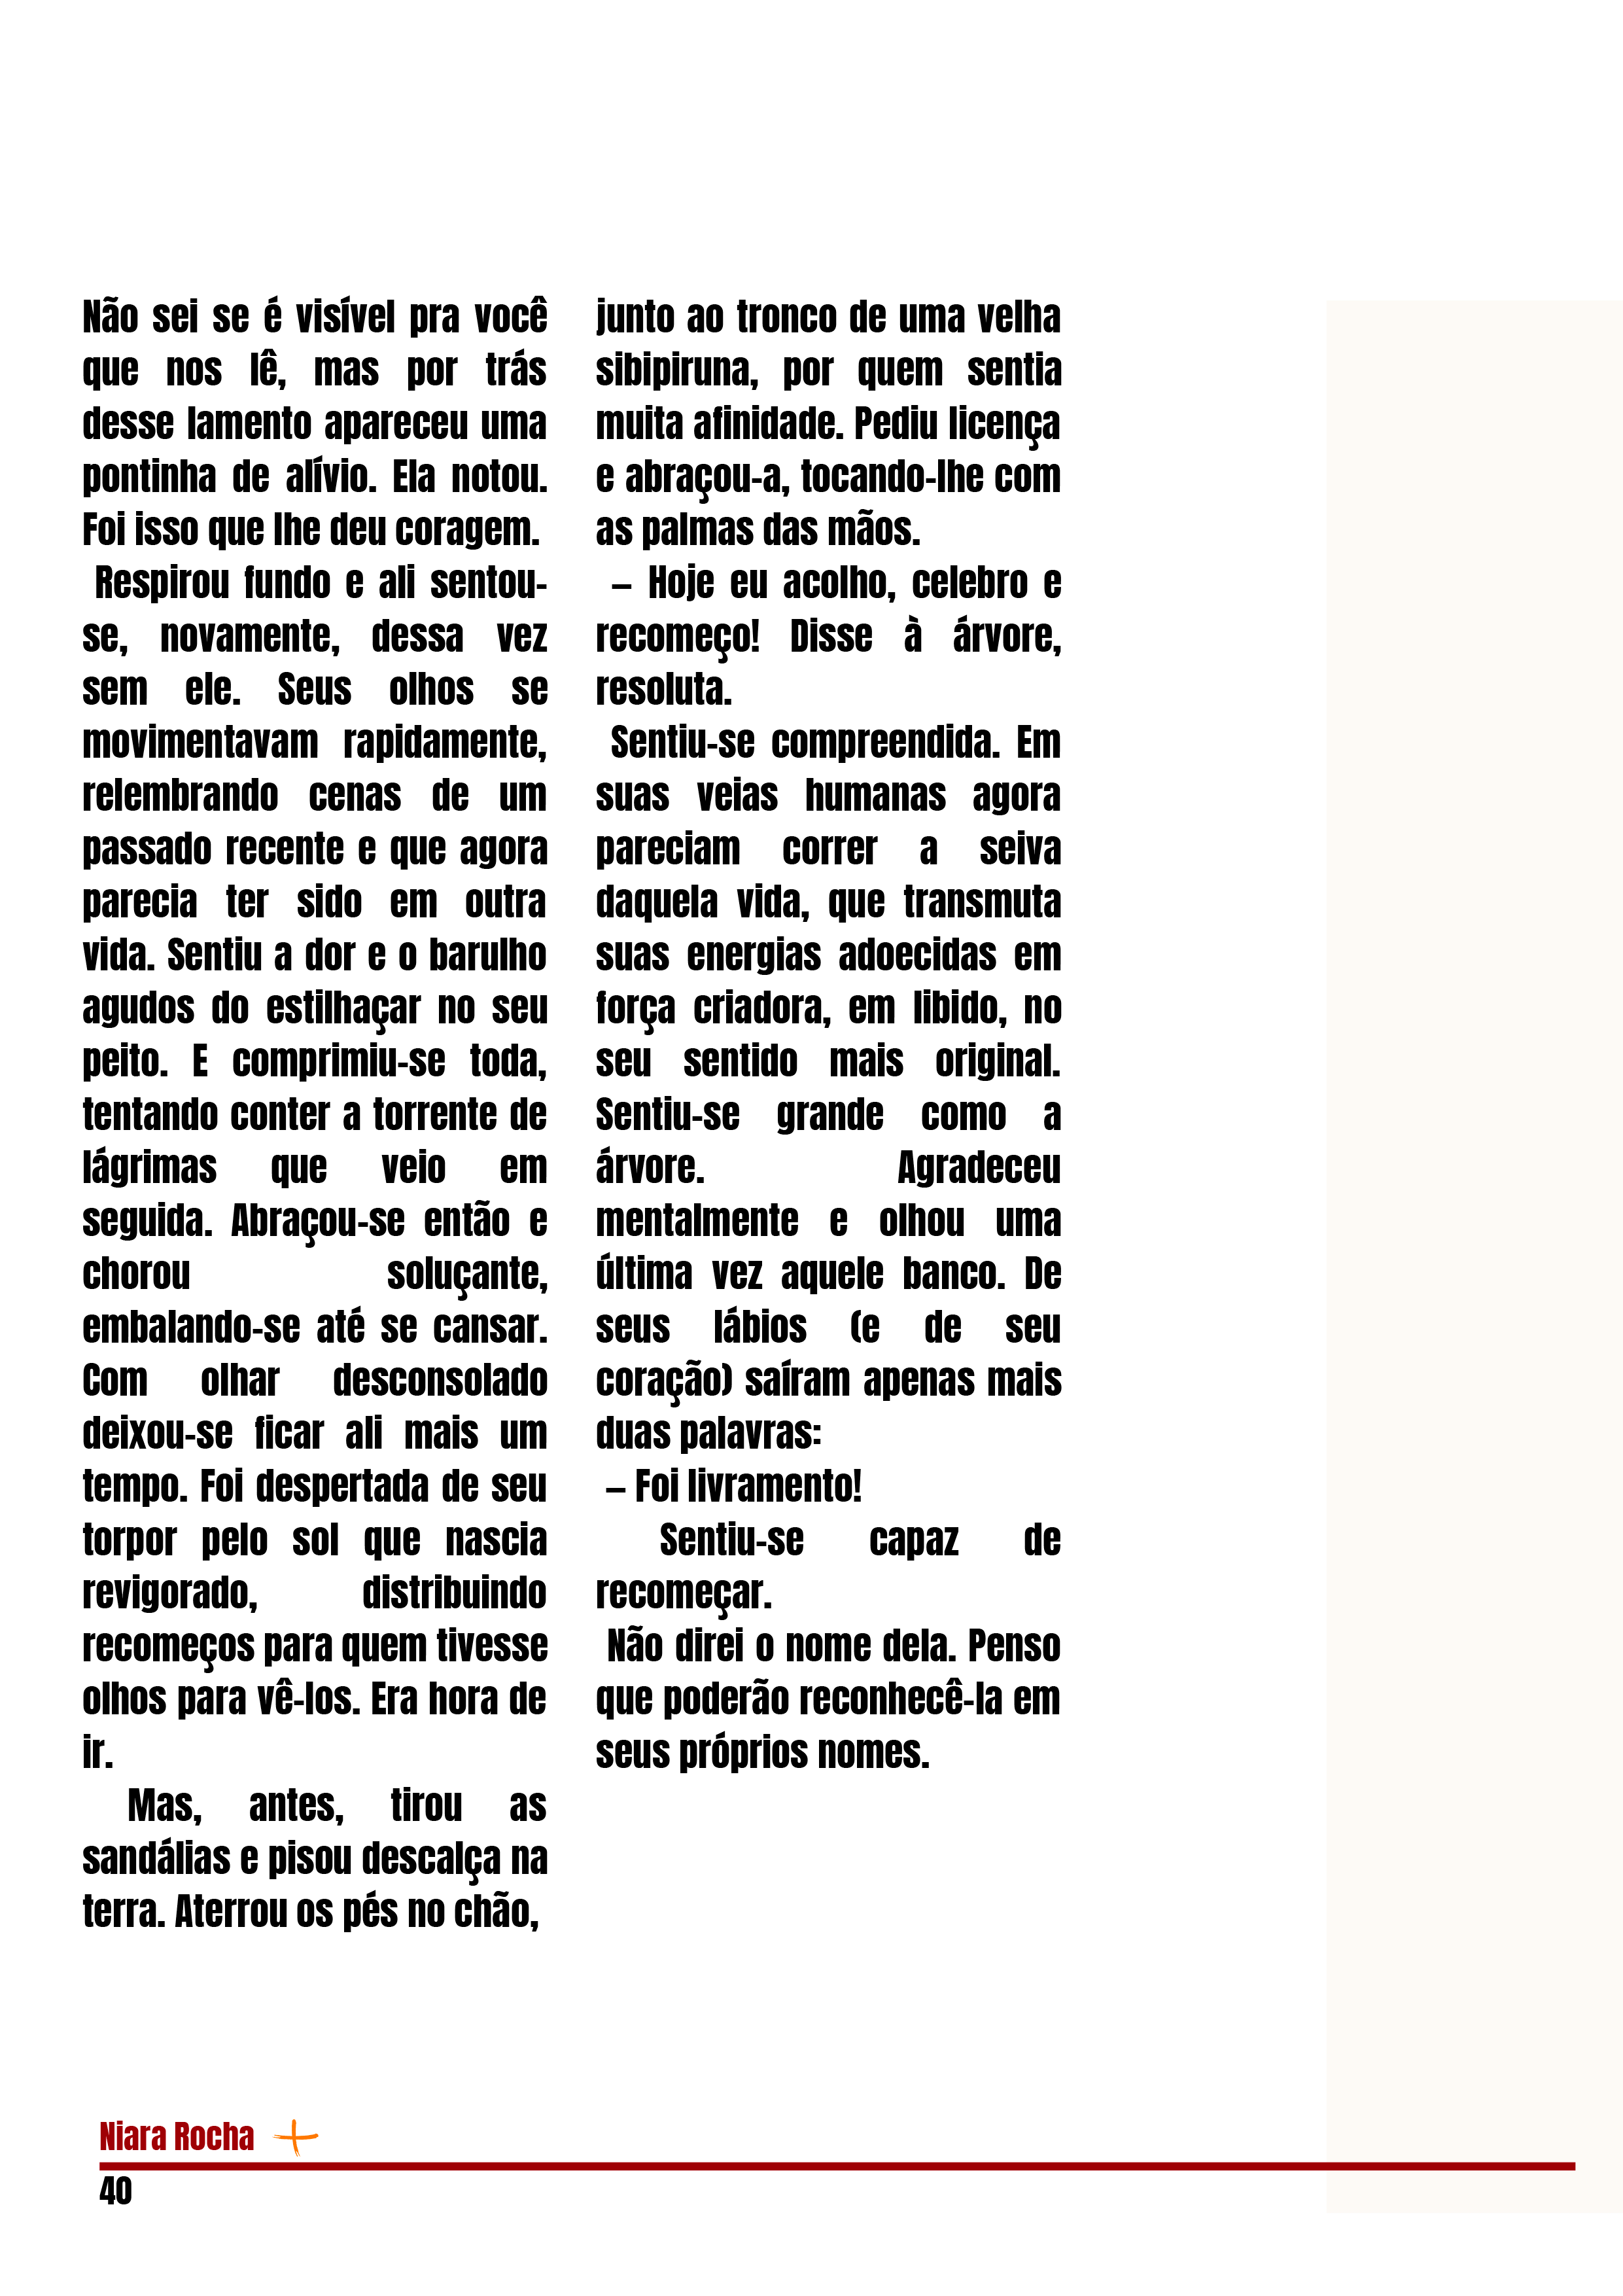 Não sei se é visível pra você
que nos lê, mas por trás
desse lamento apareceu uma
pontinha de alívio. Ela notou.
Foi isso que lhe deu coragem.
Respirou fundo e ali sentou-
se, novamente, dessa vez
sem ele. Seus olhos se
movimentavam rapidamente,
relembrando cenas de um
passado recente e que agora
parecia ter sido em outra
vida. Sentiu a dor e o barulho
agudos do estilhaçar no seu
peito. E comprimiu-se toda,
tentando conter a torrente de
lágrimas que veio em
seguida. Abraçou-se então e
chorou soluçante,
embalando-se até se cansar.
Com olhar desconsolado
deixou-se ficar ali mais um
tempo. Foi despertada de seu
torpor pelo sol que nascia
revigorado, distribuindo
recomeços para quem tivesse
olhos para vê-los. Era hora de
ir.
Mas, antes, tirou as
sandálias e pisou descalça na
terra. Aterrou os pés no chão,
junto ao tronco de uma velha
sibipiruna, por quem sentia
muita afinidade. Pediu licença
e abraçou-a, tocando-lhe com
as palmas das mãos.
– Hoje eu acolho, celebro e
recomeço! Disse à árvore,
resoluta.
Sentiu-se compreendida. Em
suas veias humanas agora
pareciam correr a seiva
daquela vida, que transmuta
suas energias adoecidas em
força criadora, em libido, no
seu sentido mais original.
Sentiu-se grande como a
árvore. Agradeceu
mentalmente e olhou uma
última vez aquele banco. De
seus lábios (e de seu
coração) saíram apenas mais
duas palavras:
– Foi livramento!
Sentiu-se capaz de
recomeçar.
Não direi o nome dela. Penso
que poderão reconhecê-la em
seus próprios nomes.
Niara Rocha
40